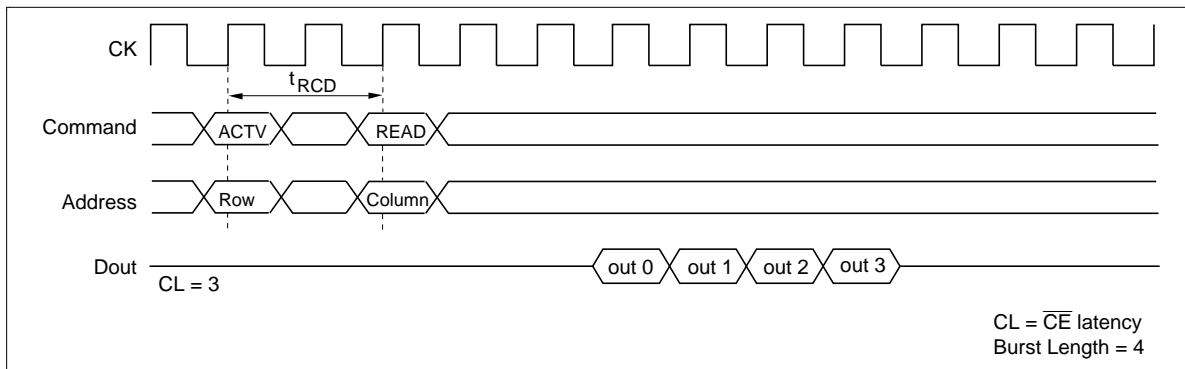 CK
tRCD
Command
ACTV
READ
Address
Row
Column
Dout
out 0
out 1
out 2
out 3
CL = 3
CL = C̅E̅ latency
Burst Length = 4